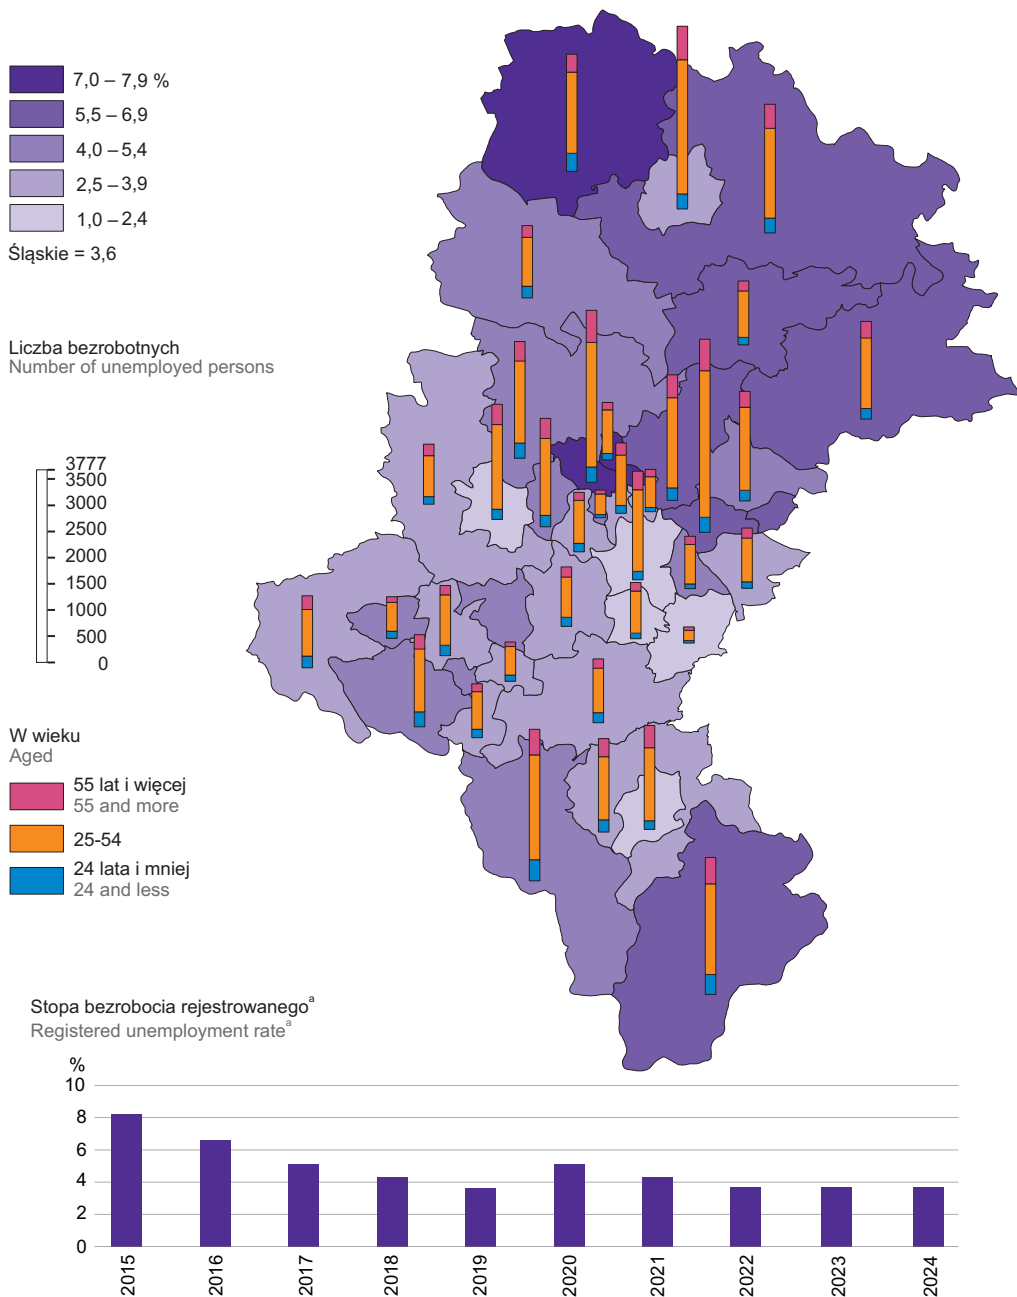 7,0 – 7,9 %
5,5 – 6,9
4,0 – 5,4
2,5 – 3,9
1,0 – 2,4
Śląskie = 3,6
Liczba bezrobotnych
Number of unemployed persons
3777
3500
3000
2500
2000
1500
1000
500
0
W wieku
Aged
55 lat i więcej
55 and more
25-54
24 lata i mniej
24 and less
Stopa bezrobocia rejestrowanego a
Registered unemployment rate a
%
10
8
6
4
2
0
2015 2016 2017 2018 2019 2020 2021 2022 2023 2024